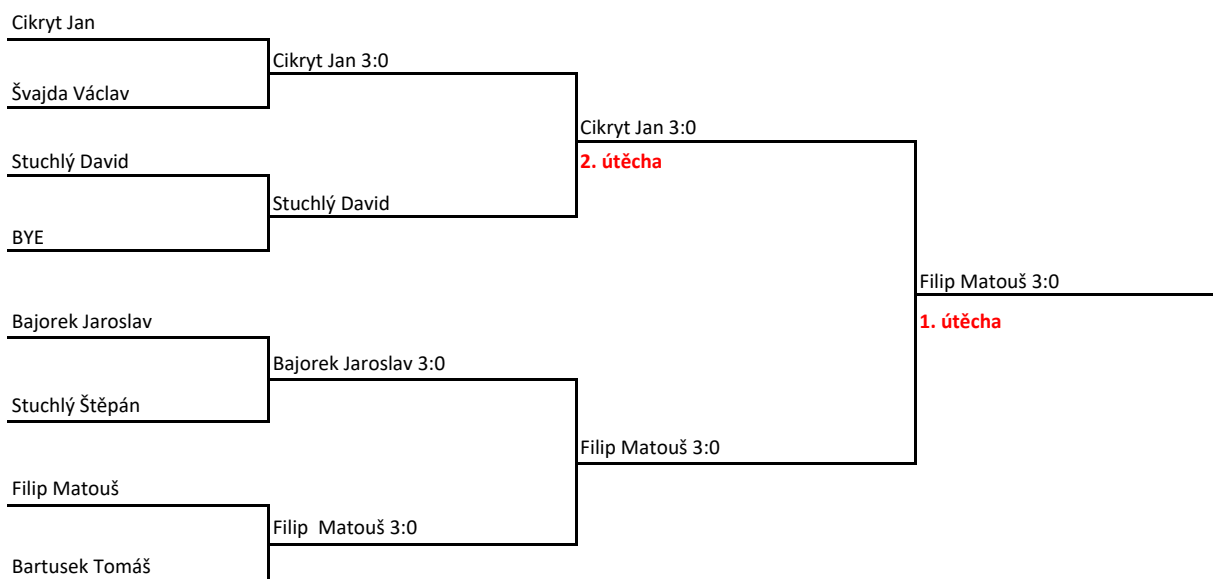 Cikryt Jan
Cikryt Jan 3:0
Švajda Václav
Cikryt Jan 3:0
Stuchlý David
2. útěcha
Stuchlý David
BYE
Filip Matouš 3:0
Bajorek Jaroslav
1. útěcha
Bajorek Jaroslav 3:0
Stuchlý Štěpán
Filip Matouš 3:0
Filip Matouš
Filip  Matouš 3:0
Bartusek Tomáš